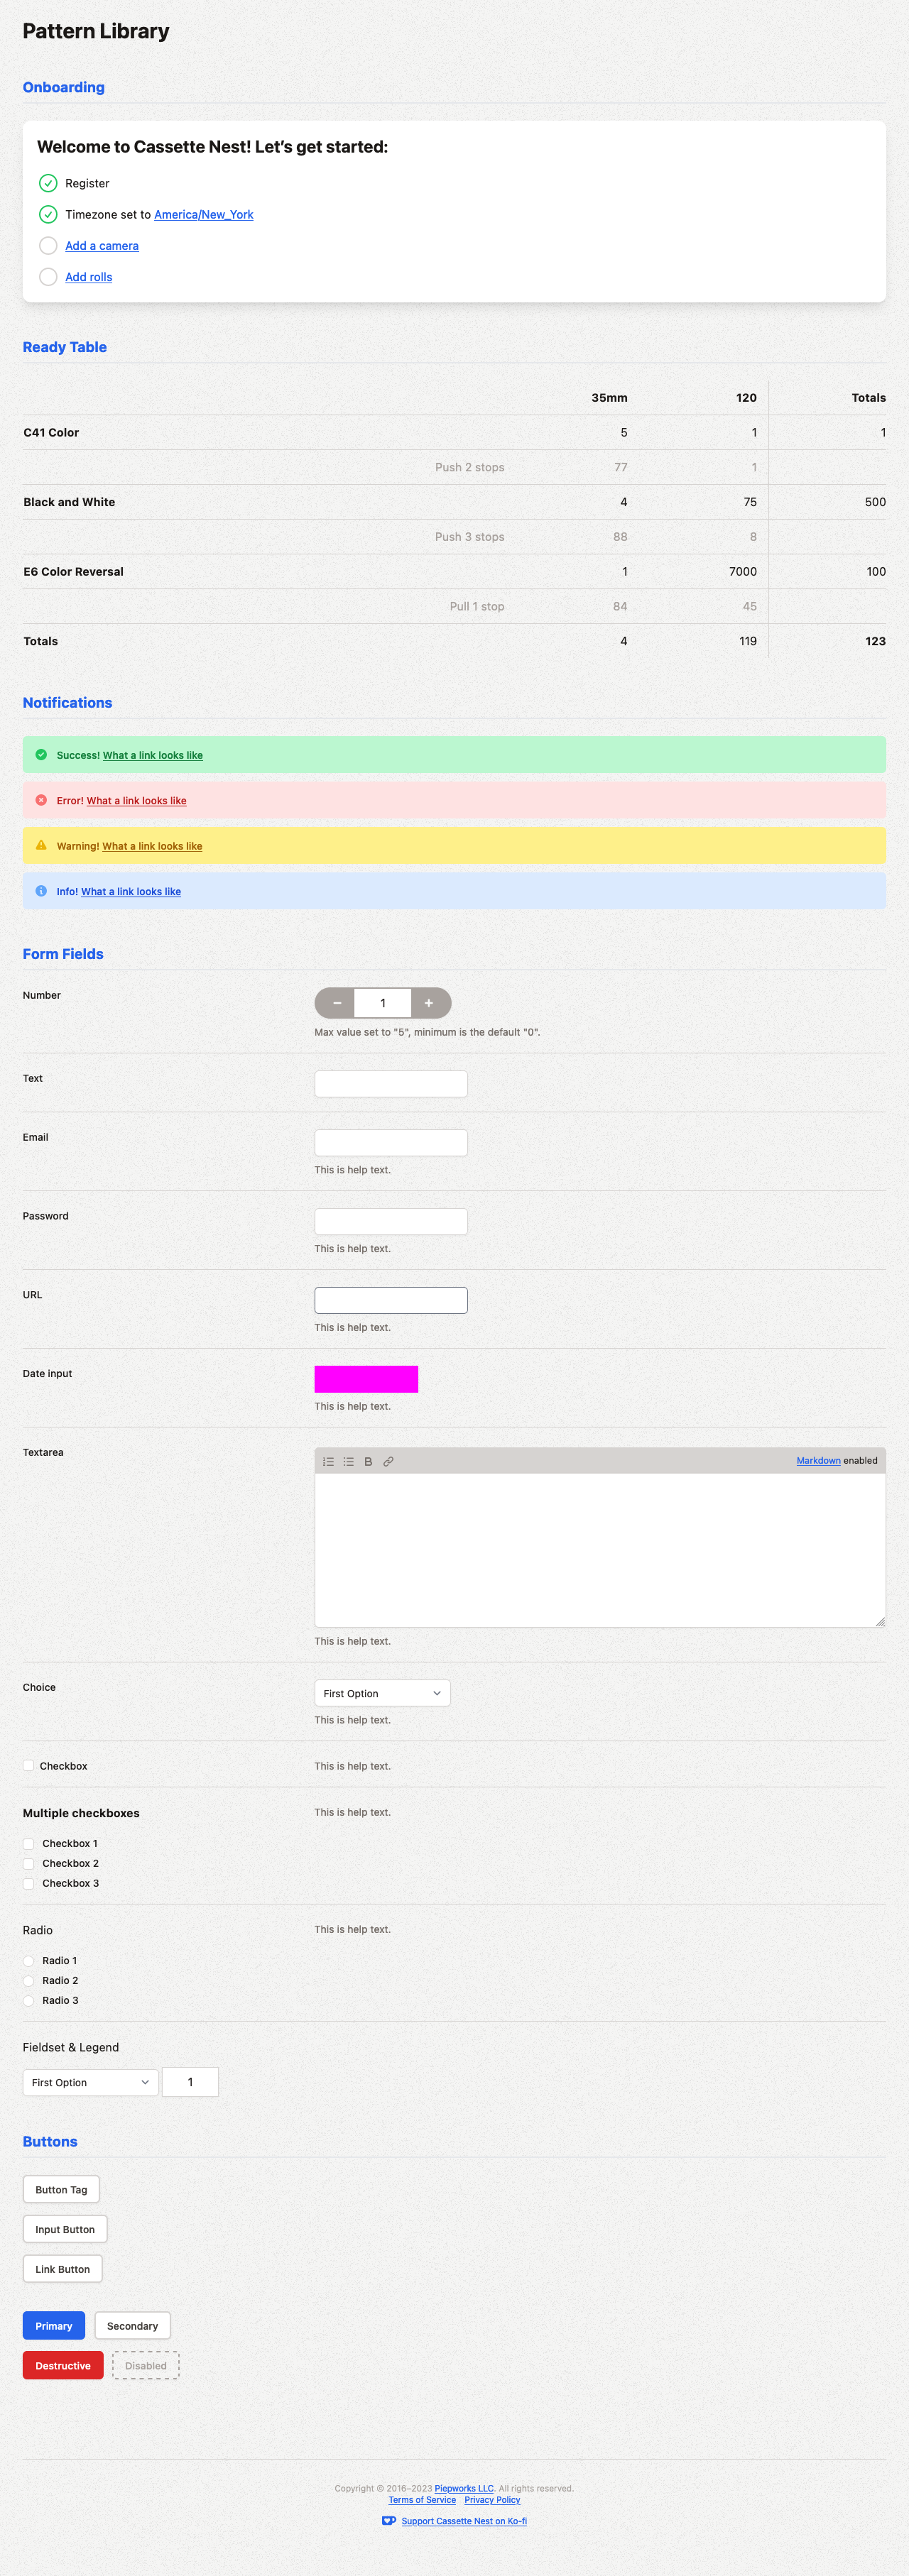 Pattern Library
Onboarding
Welcome to Cassette Nest! Let’s get started:
Register
Timezone set to America/New_York
Add a camera
Add rolls
Ready Table
35mm 120 Totals
C41 Color 5 1 1
Push 2 stops 77 1
Black and White 4 75 500
Push 3 stops 88 8
E6 Color Reversal 1 7000 100
Pull 1 stop 84 45
Totals 4 119 123
Notifications
Success! What a link looks like
Error! What a link looks like
Warning! What a link looks like
Info! What a link looks like
Form Fields
Number − 1 +
Max value set to "5", minimum is the default "0".
Text
Email
This is help text.
Password
This is help text.
URL
This is help text.
Date input
This is help text.
Textarea B Markdown enabled
This is help text.
Choice First Option
This is help text.
Checkbox This is help text.
Multiple checkboxes This is help text.
Checkbox 1
Checkbox 2
Checkbox 3
Radio This is help text.
Radio 1
Radio 2
Radio 3
Fieldset & Legend
First Option 1
Buttons
Button Tag
Input Button
Link Button
Primary Secondary
Destructive Disabled
Copyright © 2016–2023 Piepworks LLC. All rights reserved.
Terms of Service Privacy Policy
Support Cassette Nest on Ko-fi